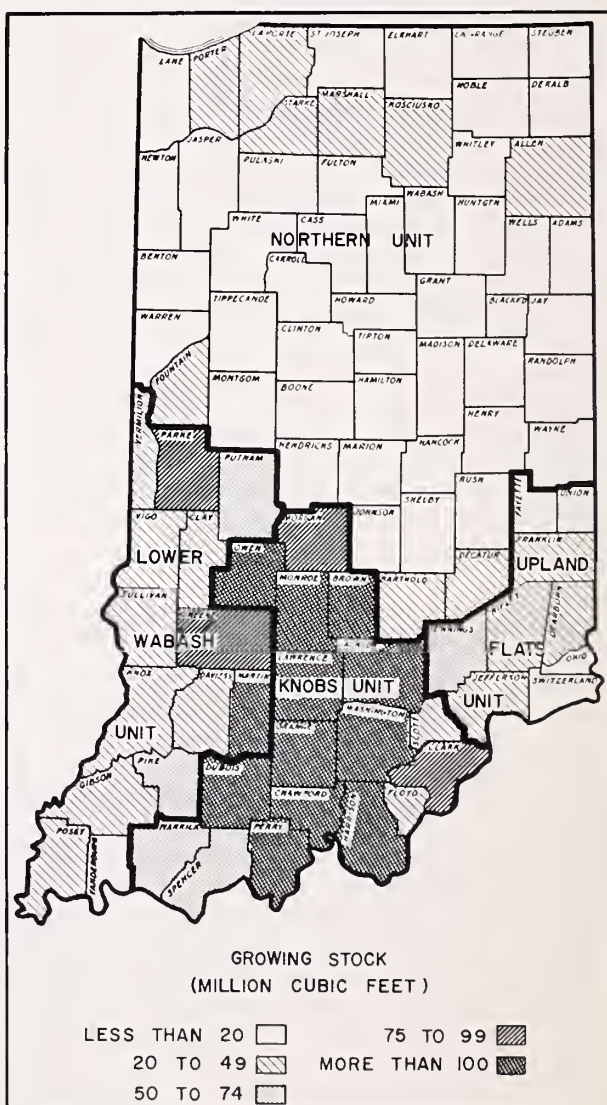 LAKE PORTER LAPORTE ST JOSEPH ELKHART LA GRANGE STEUBEN
STARKE MARSHALL KOSCIUSKO NOBLE DEKALB
NEWTON JASPER PULASKI FULTON WHITLEY ALLEN
WHITE CASS MIAMI WABASH HUNTGTN WELLS ADAMS
NORTHERN UNIT
BENTON CARROLL GRANT
WARREN TIPPECANOE HOWARD BLACKF'D JAY
CLINTON TIPTON MADISON DELAWARE
FOUNTAIN MONTGOM BOONE HAMILTON RANDOLPH
VERMILION PARKE PUTNAM HENDRICKS MARION HANCOCK HENRY WAYNE
RUSH FAYETTE UNION
VIGO CLAY MORGAN JOHNSON SHELBY FRANKLIN
LOWER OWEN DECATUR UPLAND
SULLIVAN MONROE BROWN BARTHOLO RIPLEY DEARBORN
WABASH JENNINGS FLATS
OHIO
KNOX DAVIESS MARTIN LAWRENCE JEFFERSON SWITZERLAND
UNIT KNOBS UNIT UNIT
ORANGE WASHINGTON SCOTT
GIBSON PIKE DUBOIS CLARK
CRAWFORD HARRISON FLOYD
POSEY VANDERBURG WARRICK SPENCER PERRY
GROWING STOCK
(MILLION CUBIC FEET)
LESS THAN 20
20 TO 49
50 TO 74
75 TO 99
MORE THAN 100